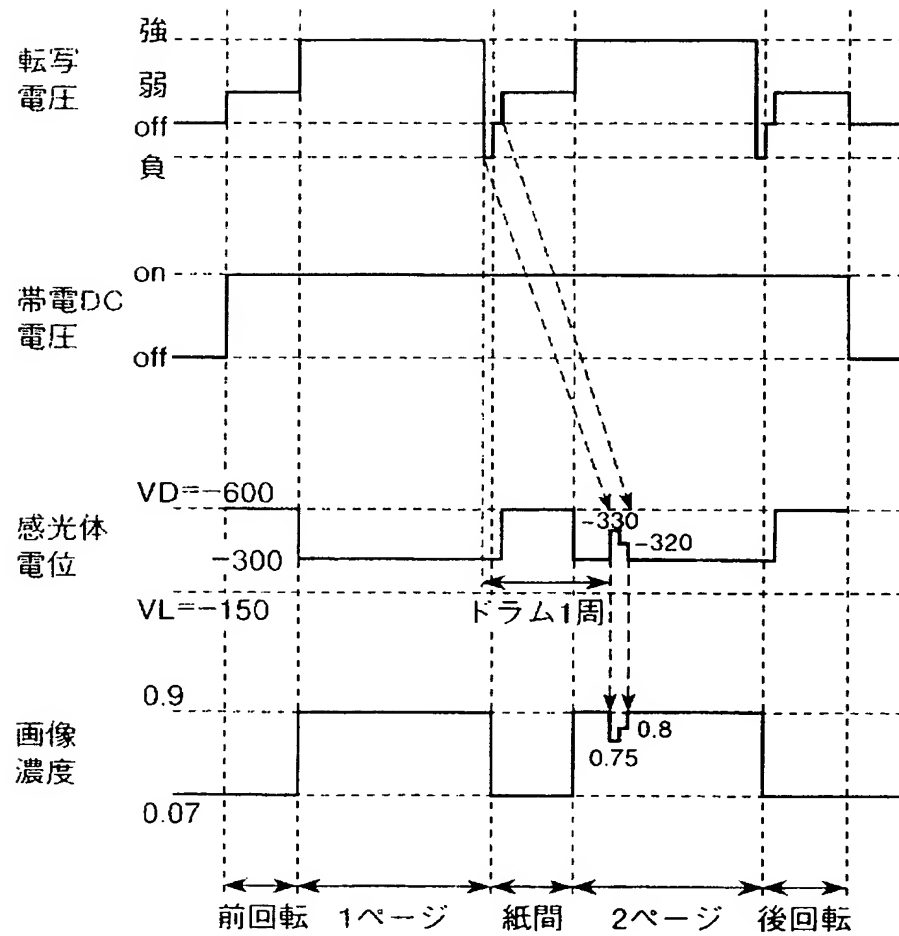 転写
電圧
強
弱
off
負
帯電DC
電圧
on
off
感光体
電位
VD=-600
-300
VL=-150
-330
-320
ドラム1周
画像
濃度
0.9
0.07
0.75
0.8
前回転
1ページ
紙間
2ページ
後回転